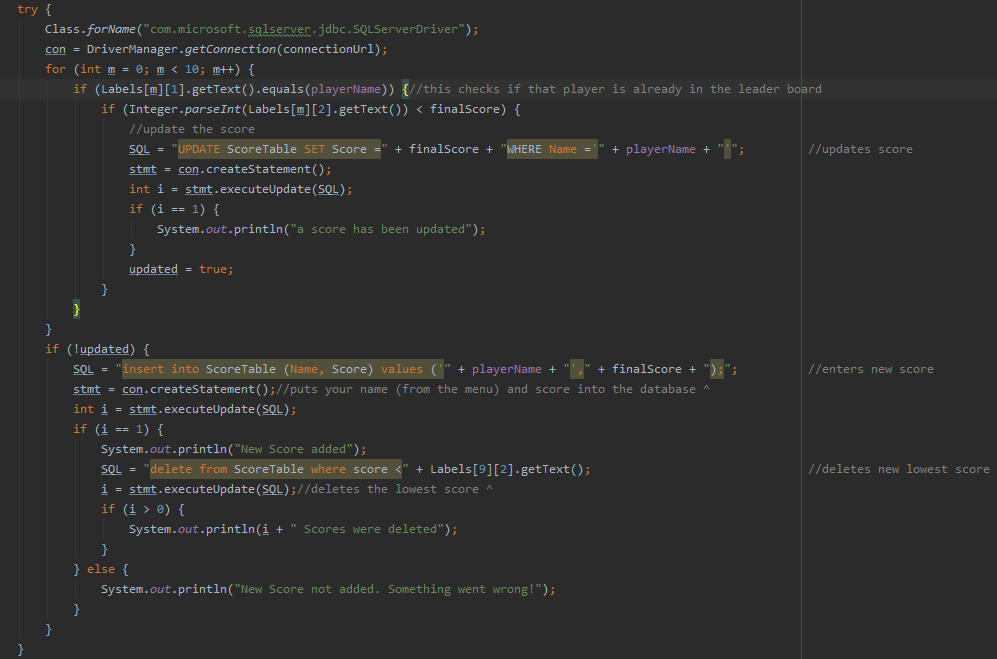 try {
Class.forName("com.microsoft.sqlserver.jdbc.SQLServerDriver");
con = DriverManager.getConnection(connectionUrl);
for (int m = 0; m < 10; m++) {
if (Labels[m][1].getText().equals(playerName)) {//this checks if that player is already in the leader board
if (Integer.parseInt(Labels[m][2].getText()) < finalScore) {
//update the score
SQL = "UPDATE ScoreTable SET Score =" + finalScore + "WHERE Name ='" + playerName + "'"; //updates score
stmt = con.createStatement();
int i = stmt.executeUpdate(SQL);
if (i == 1) {
System.out.println("a score has been updated");
}
updated = true;
}
}
}
if (!updated) {
SQL = "insert into ScoreTable (Name, Score) values ('" + playerName + "'," + finalScore + ");"; //enters new score
stmt = con.createStatement();//puts your name (from the menu) and score into the database ^
int i = stmt.executeUpdate(SQL);
if (i == 1) {
System.out.println("New Score added");
SQL = "delete from ScoreTable where score <" + Labels[9][2].getText(); //deletes new lowest score
i = stmt.executeUpdate(SQL);//deletes the lowest score ^
if (i > 0) {
System.out.println(i + " Scores were deleted");
}
} else {
System.out.println("New Score not added. Something went wrong!");
}
}
}